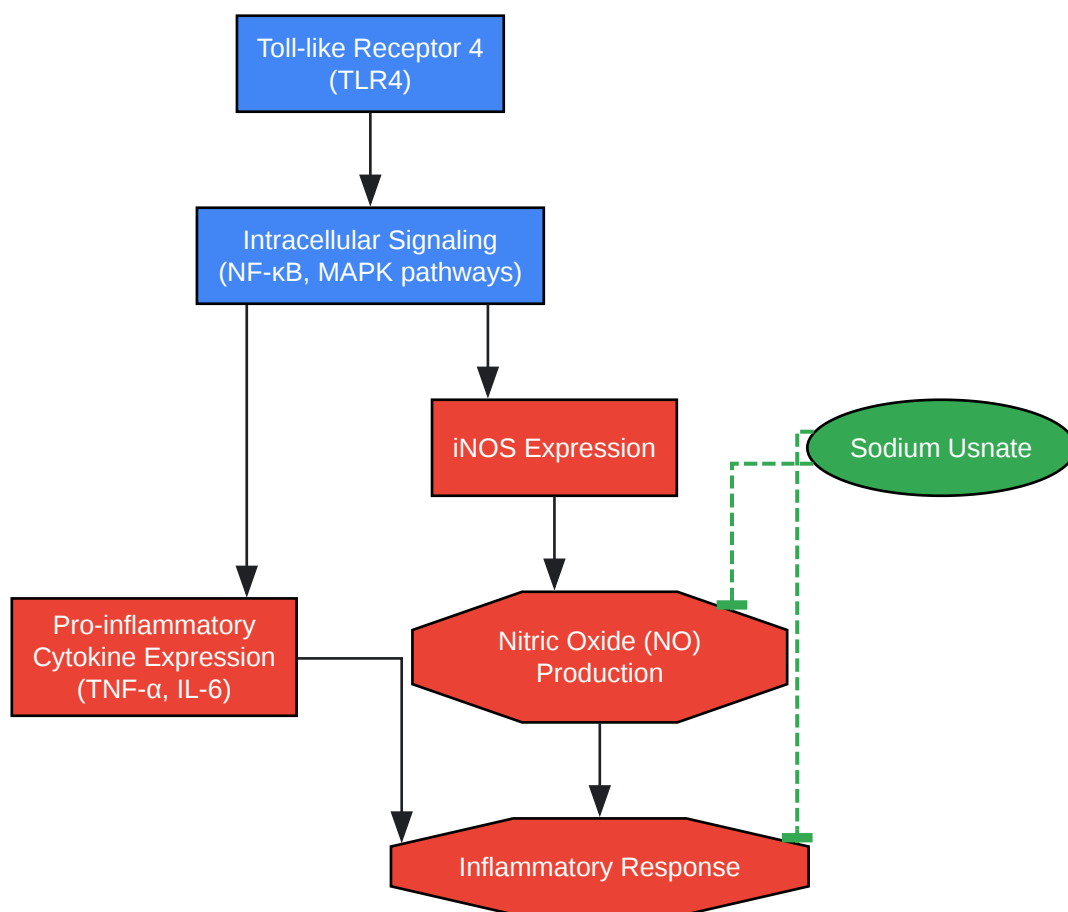 Toll-like Receptor 4
(TLR4)
Intracellular Signaling
(NF-κB, MAPK pathways)
iNOS Expression
Sodium Usnate
Pro-inflammatory
Cytokine Expression
(TNF-α, IL-6)
Nitric Oxide (NO)
Production
Inflammatory Response